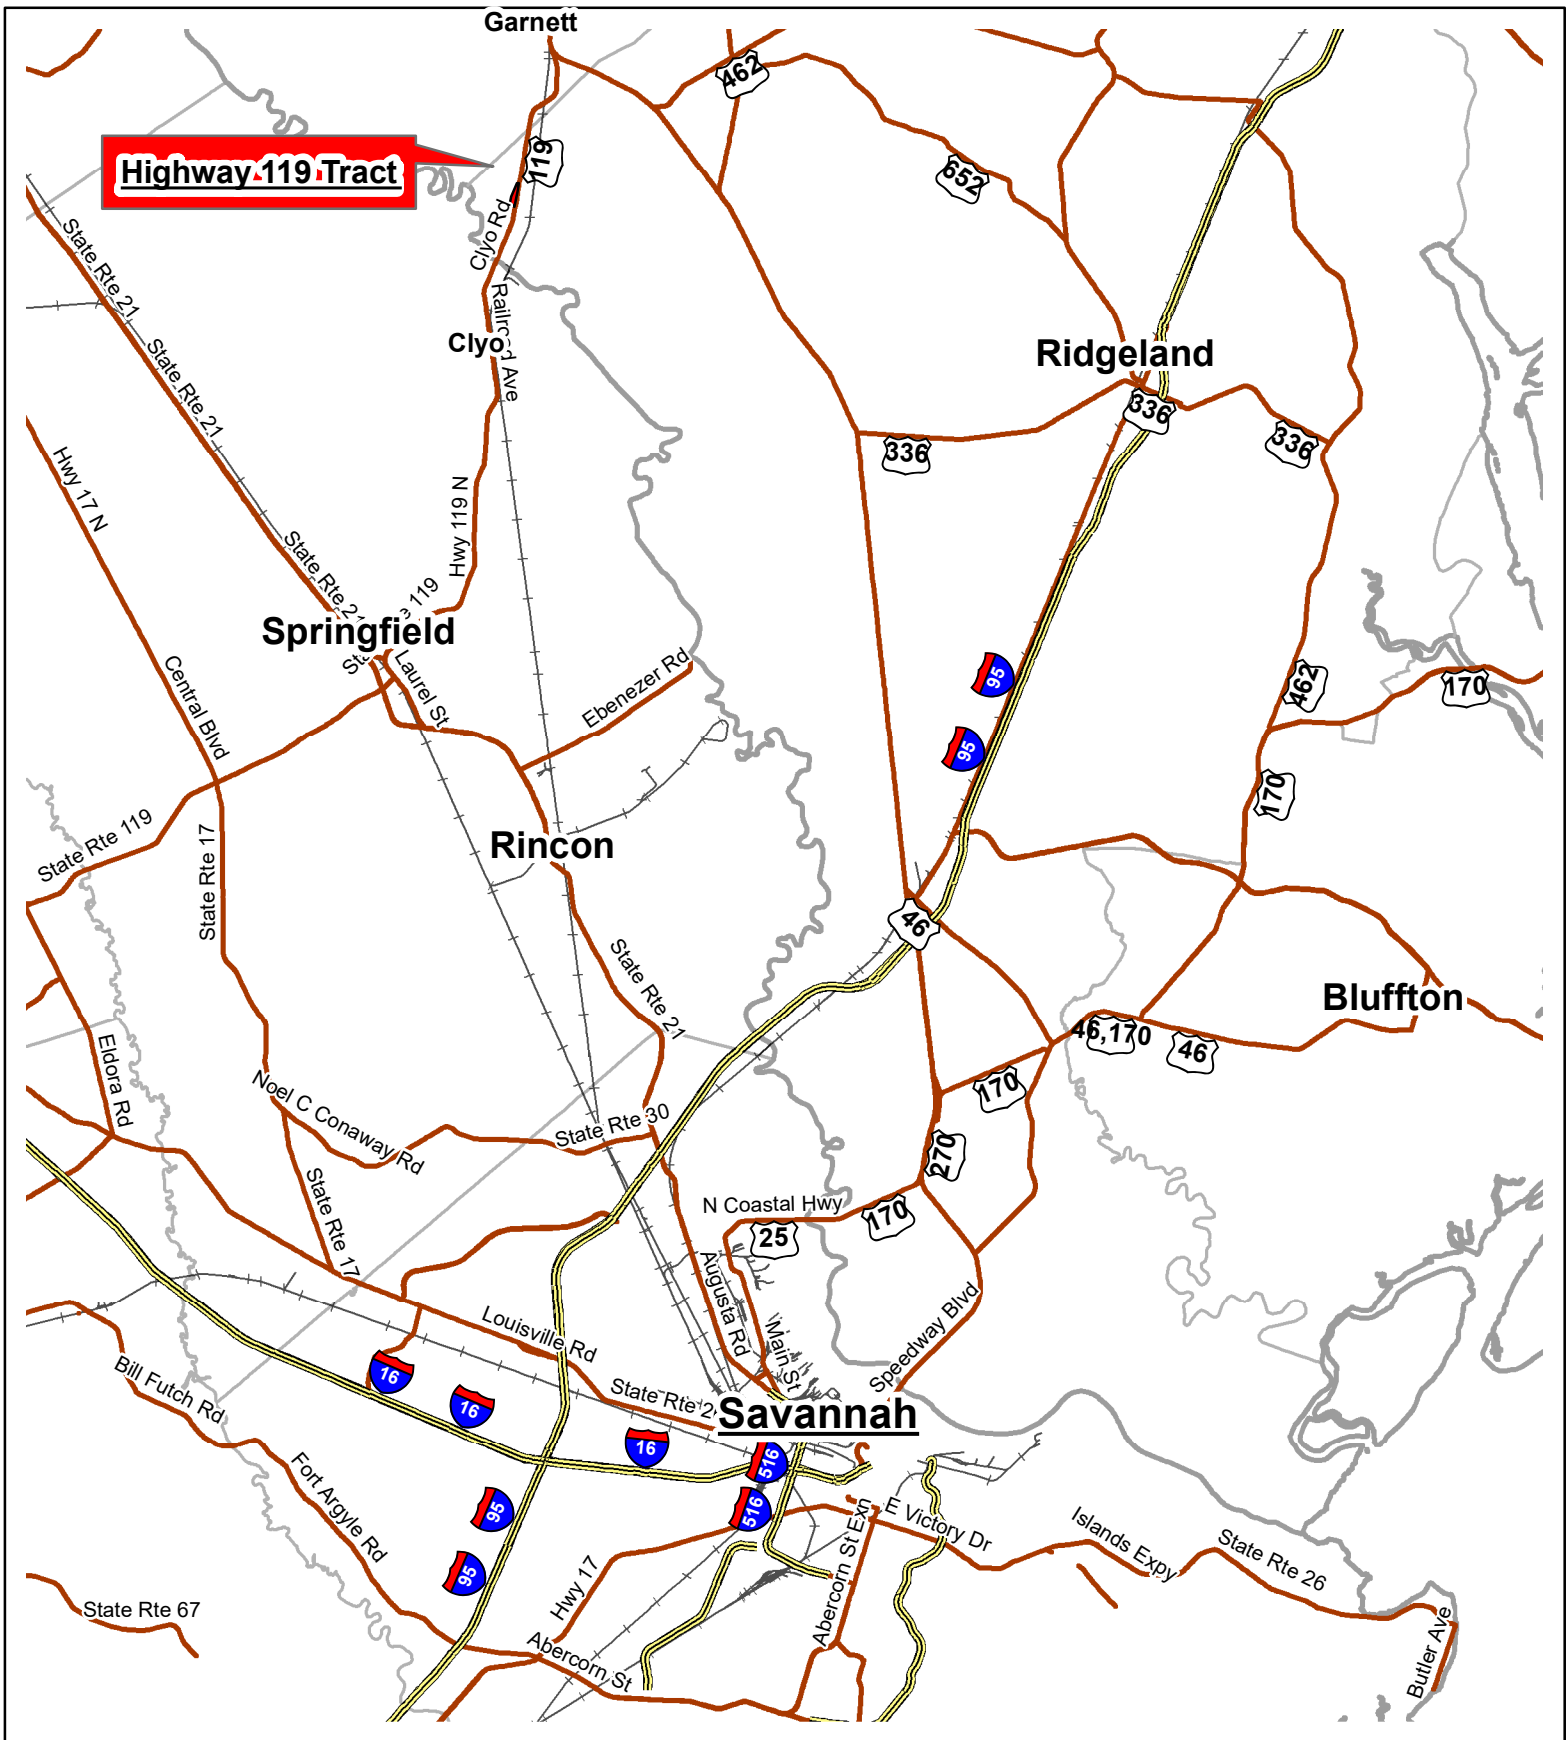 Garnett
462
119
Highway 119 Tract
652
Clyo Rd
State Rte 21
Railroad Ave
Clyo
Ridgeland
State Rte 21
336
336
336
Hwy 17 N
Hwy 119 N
State Rte 21
119
Springfield
Laurel St
Ebenezer Rd
Central Blvd
95
462
170
95
170
State Rte 119
State Rte 17
Rincon
46
State Rte 21
Bluffton
46,170
46
Eldora Rd
Noel C Conaway Rd
170
State Rte 30
270
State Rte 17
N Coastal Hwy
170
25
Augusta Rd
Main St
Speedway Blvd
Louisville Rd
Bill Futch Rd
16
16
State Rte 2
Savannah
16
516
Fort Argyle Rd
95
516
E Victory Dr
Abercorn St Exn
Islands Expy
State Rte 26
95
Hwy 17
State Rte 67
Abercorn St
Butler Ave